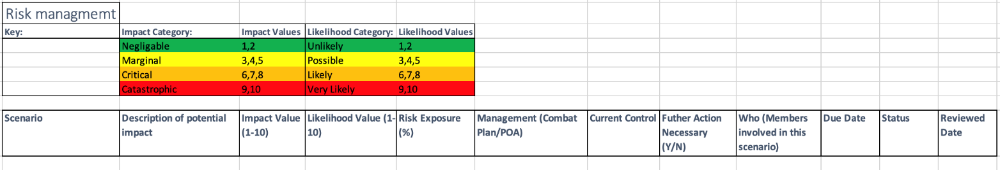 Risk managmemt
Key: Impact Category: Impact Values Likelihood Category: Likelihood Values
Negligable 1,2 Unlikely 1,2
Marginal 3,4,5 Possible 3,4,5
Critical 6,7,8 Likely 6,7,8
Catastrophic 9,10 Very Likely 9,10
Scenario Description of potential Impact Value Likelihood Value (1- Risk Exposure Management (Combat Current Control Futher Action Who (Members Due Date Status Reviewed
impact (1-10) 10) (%) Plan/POA) Necessary involved in this Date
(Y/N) scenario)